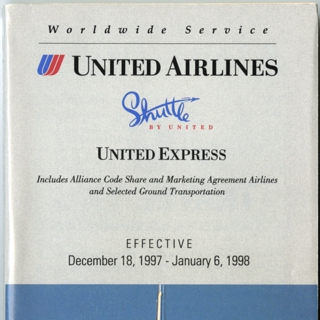 Worldwide Service
UNITED AIRLINES
Shuttle
BY UNITED
UNITED EXPRESS
Includes Alliance Code Share and Marketing Agreement Airlines
and Selected Ground Transportation
EFFECTIVE
December 18, 1997 - January 6, 1998